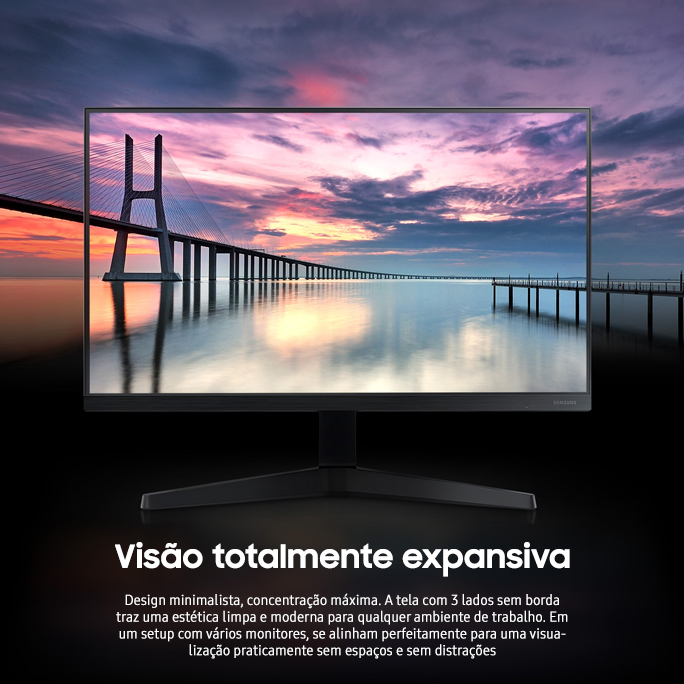 SAMSUNG
Visão totalmente expansiva
Design minimalista, concentração máxima. A tela com 3 lados sem borda
traz uma estética limpa e moderna para qualquer ambiente de trabalho. Em
um setup com vários monitores, se alinham perfeitamente para uma visua-
lização praticamente sem espaços e sem distrações